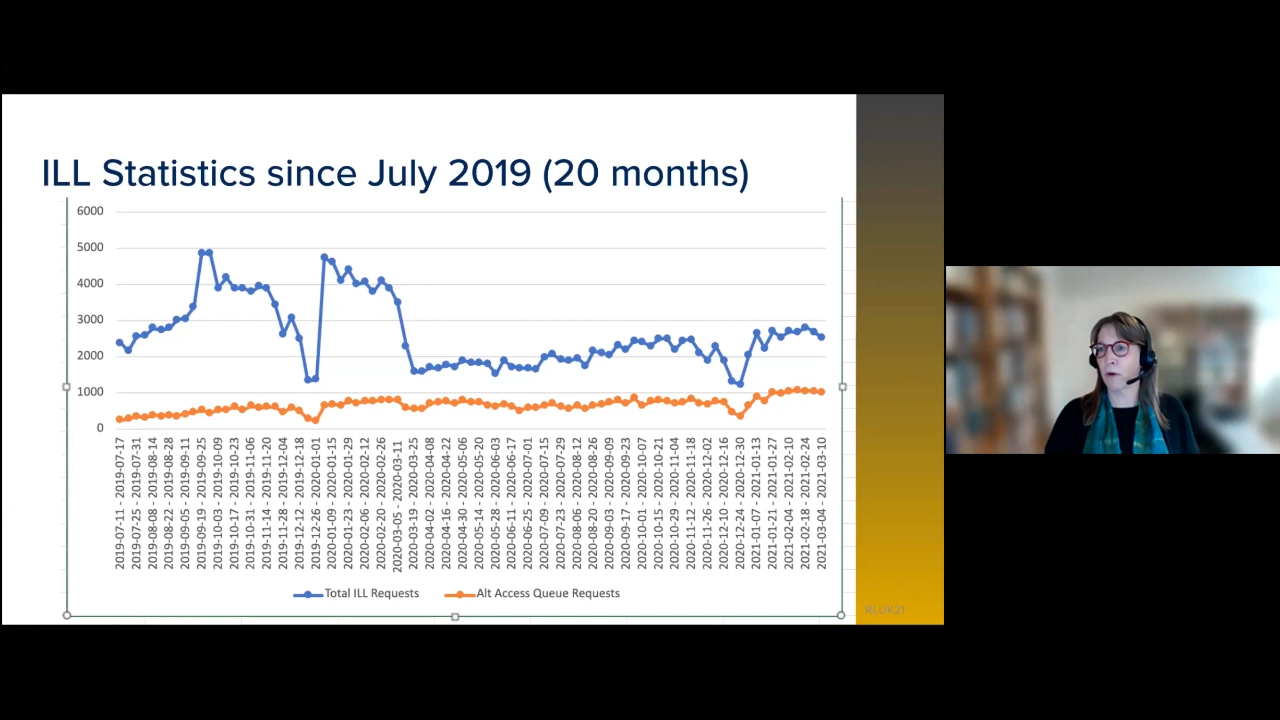 ILL Statistics since July 2019 (20 months)
6000
5000
4000
3000
2000
1000
0
2019-07-11 - 2019-07-17
2019-07-25 - 2019-07-31
2019-08-08 - 2019-08-14
2019-08-22 - 2019-08-28
2019-09-05 - 2019-09-11
2019-09-19 - 2019-09-25
2019-10-03 - 2019-10-09
2019-10-17 - 2019-10-23
2019-10-31 - 2019-11-06
2019-11-14 - 2019-11-20
2019-11-28 - 2019-12-04
2019-12-12 - 2019-12-18
2019-12-26 - 2020-01-01
2020-01-09 - 2020-01-15
2020-01-23 - 2020-01-29
2020-02-06 - 2020-02-12
2020-02-20 - 2020-02-26
2020-03-05 - 2020-03-11
2020-03-19 - 2020-03-25
2020-04-02 - 2020-04-08
2020-04-16 - 2020-04-22
2020-04-30 - 2020-05-06
2020-05-14 - 2020-05-20
2020-05-28 - 2020-06-03
2020-06-11 - 2020-06-17
2020-06-25 - 2020-07-01
2020-07-09 - 2020-07-15
2020-07-23 - 2020-07-29
2020-08-06 - 2020-08-12
2020-08-20 - 2020-08-26
2020-09-03 - 2020-09-09
2020-09-17 - 2020-09-23
2020-10-01 - 2020-10-07
2020-10-15 - 2020-10-21
2020-10-29 - 2020-11-04
2020-11-12 - 2020-11-18
2020-11-26 - 2020-12-02
2020-12-10 - 2020-12-16
2020-12-24 - 2020-12-30
2021-01-07 - 2021-01-13
2021-01-21 - 2021-01-27
2021-02-04 - 2021-02-10
2021-02-18 - 2021-02-24
2021-03-04 - 2021-03-10
Total ILL Requests
Alt Access Queue Requests
RLUK21